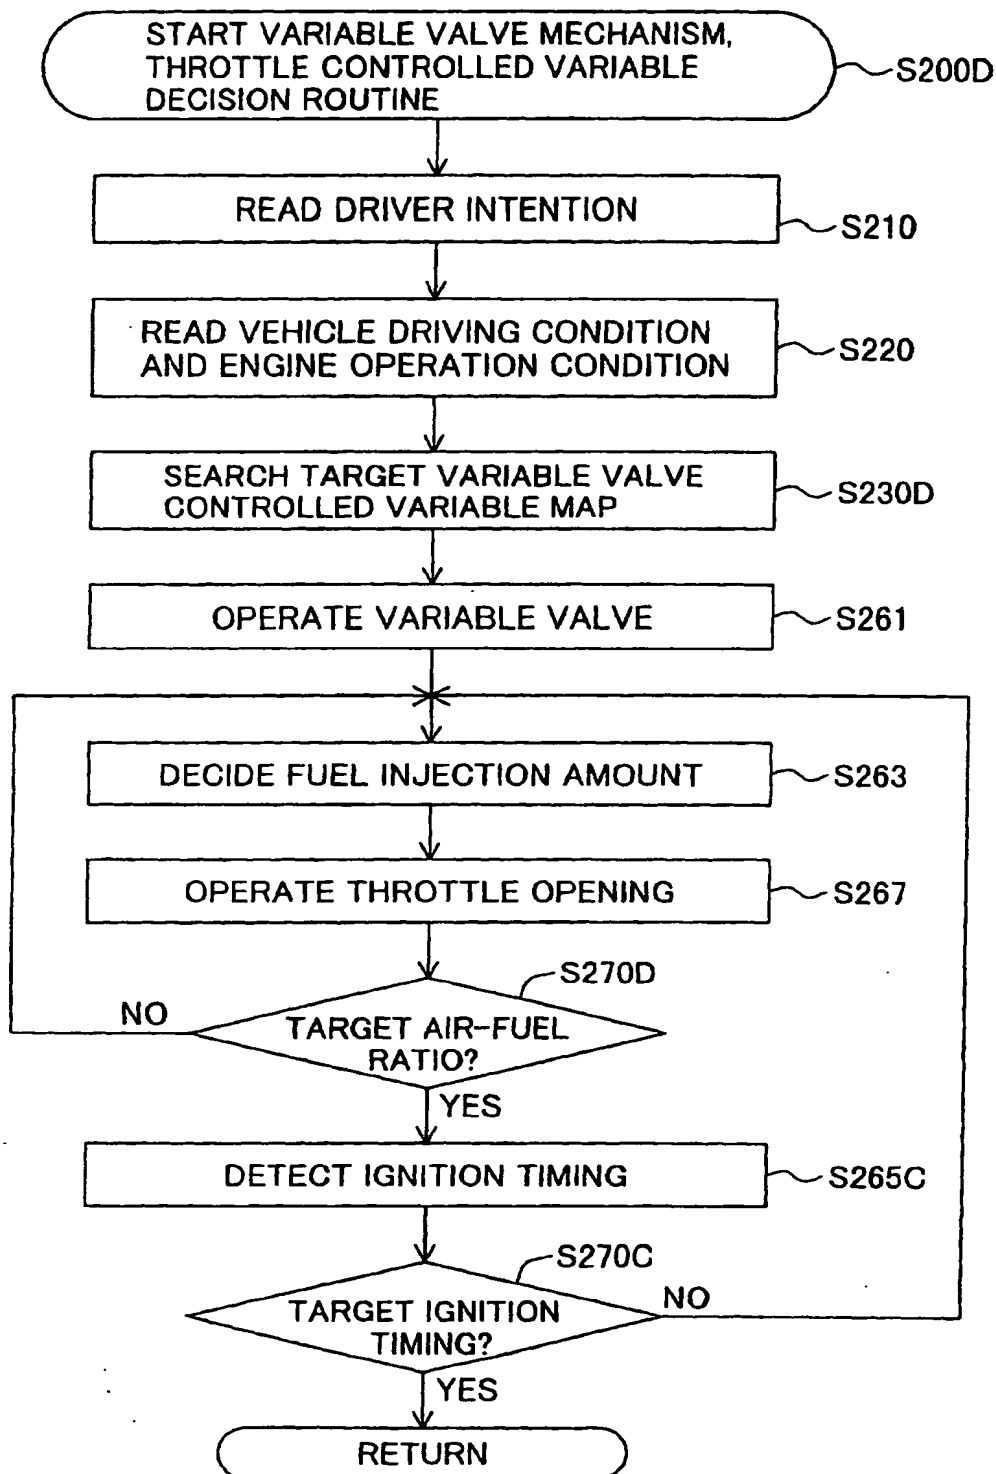 START VARIABLE VALVE MECHANISM,
THROTTLE CONTROLLED VARIABLE
DECISION ROUTINE
S200D
READ DRIVER INTENTION
S210
READ VEHICLE DRIVING CONDITION
AND ENGINE OPERATION CONDITION
S220
SEARCH TARGET VARIABLE VALVE
CONTROLLED VARIABLE MAP
S230D
OPERATE VARIABLE VALVE
S261
DECIDE FUEL INJECTION AMOUNT
S263
OPERATE THROTTLE OPENING
S267
S270D
NO
TARGET AIR-FUEL
RATIO?
YES
DETECT IGNITION TIMING
S265C
S270C
TARGET IGNITION
TIMING?
NO
YES
RETURN